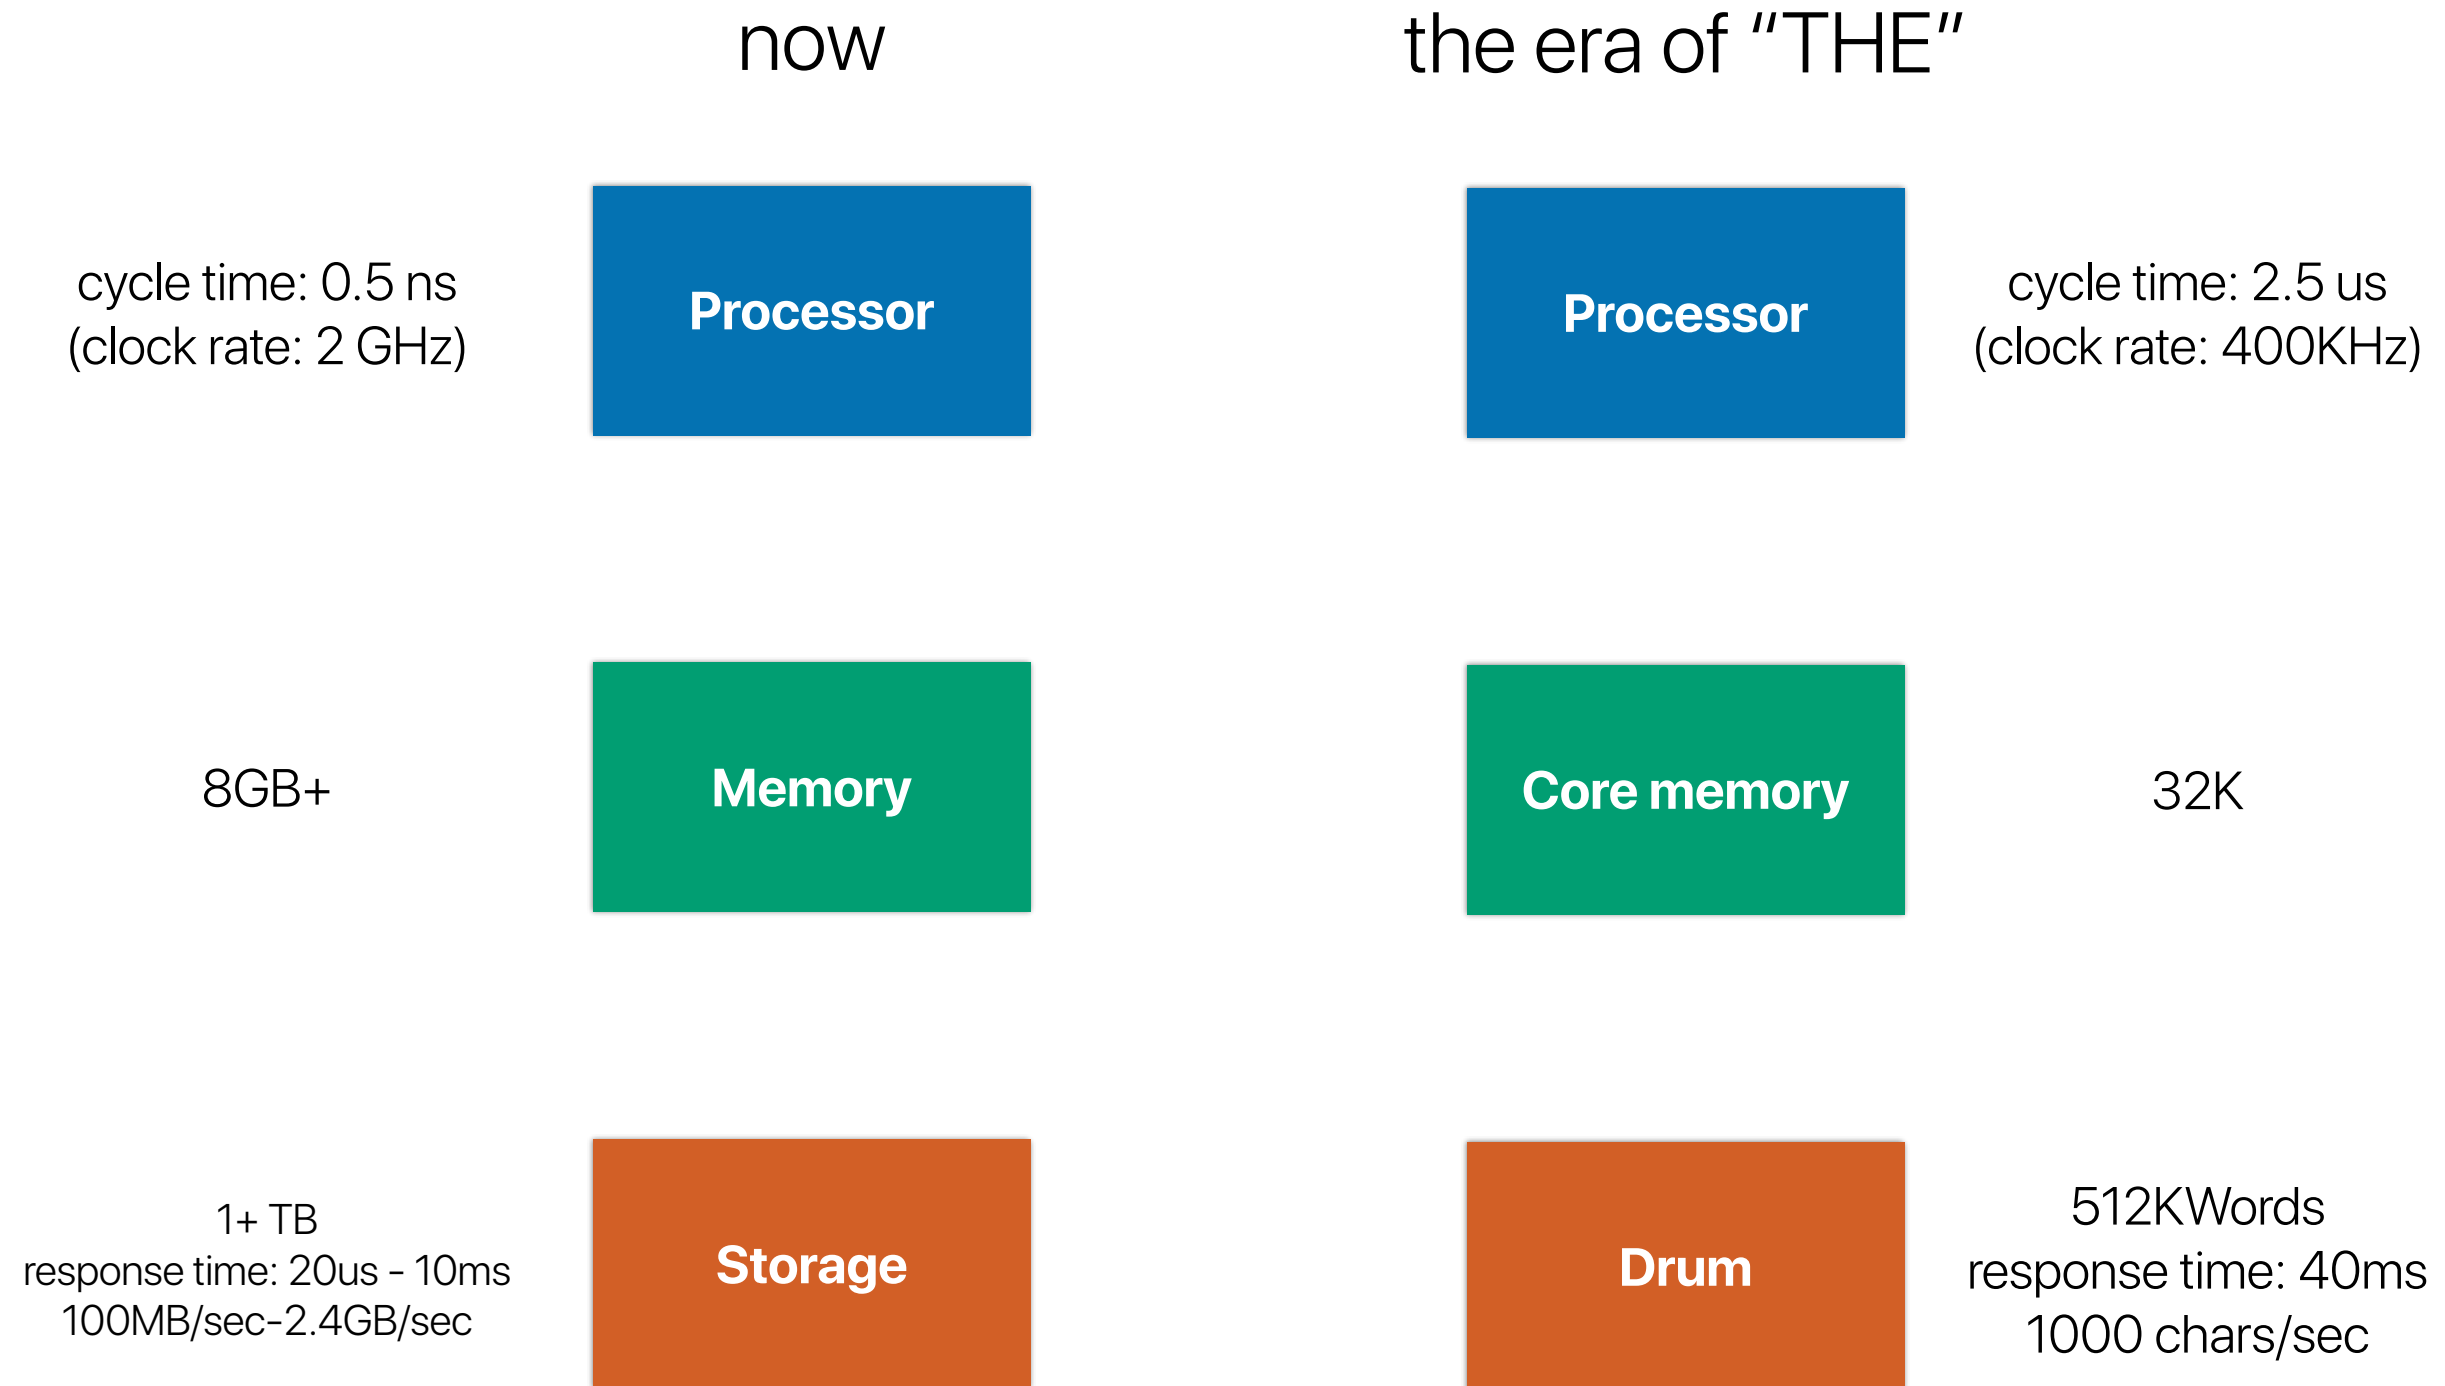 now
the era of “THE”
cycle time: 0.5 ns
(clock rate: 2 GHz)
Processor
Processor
cycle time: 2.5 us
(clock rate: 400KHz)
8GB+
Memory
Core memory
32K
1+ TB
response time: 20us - 10ms
100MB/sec-2.4GB/sec
Storage
Drum
512KWords
response time: 40ms
1000 chars/sec